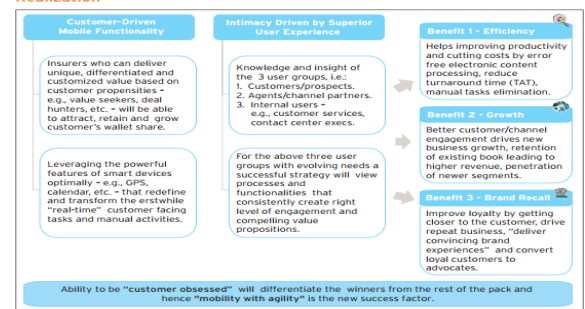 Realization
Customer-Driven
Mobile Functionality
Insurers who can deliver
unique, differentiated and
customized value based on
customer propensities –
e.g., value seekers, deal
hunters, etc. – will be able
to attract, retain and grow
customer's wallet share.
Leveraging the powerful
features of smart devices
optimally – e.g., GPS,
calendar, etc. – that redefine
and transform the erstwhile
"real-time" customer facing
tasks and manual activities.
Intimacy Driven by Superior
User Experience
Knowledge and insight of
the 3 user groups, i.e.:
1. Customers/prospects.
2. Agents/channel partners.
3. Internal users –
e.g., customer services,
contact center execs.
For the above three user
groups with evolving needs a
successful strategy will view
processes and
functionalities that
consistently create right
level of engagement and
compelling value
propositions.
Benefit 1 - Efficiency
Helps improving productivity
and cutting costs by error
free electronic content
processing, reduce
turnaround time (TAT),
manual tasks elimination.
Benefit 2 - Growth
Better customer/channel
engagement drives new
business growth, retention
of existing book leading to
higher revenue, penetration
of newer segments.
Benefit 3 - Brand Recall
Improve loyalty by getting
closer to the customer, drive
repeat business, "deliver
convincing brand
experiences" and convert
loyal customers to
advocates.
Ability to be "customer obsessed" will differentiate the winners from the rest of the pack and
hence "mobility with agility" is the new success factor.